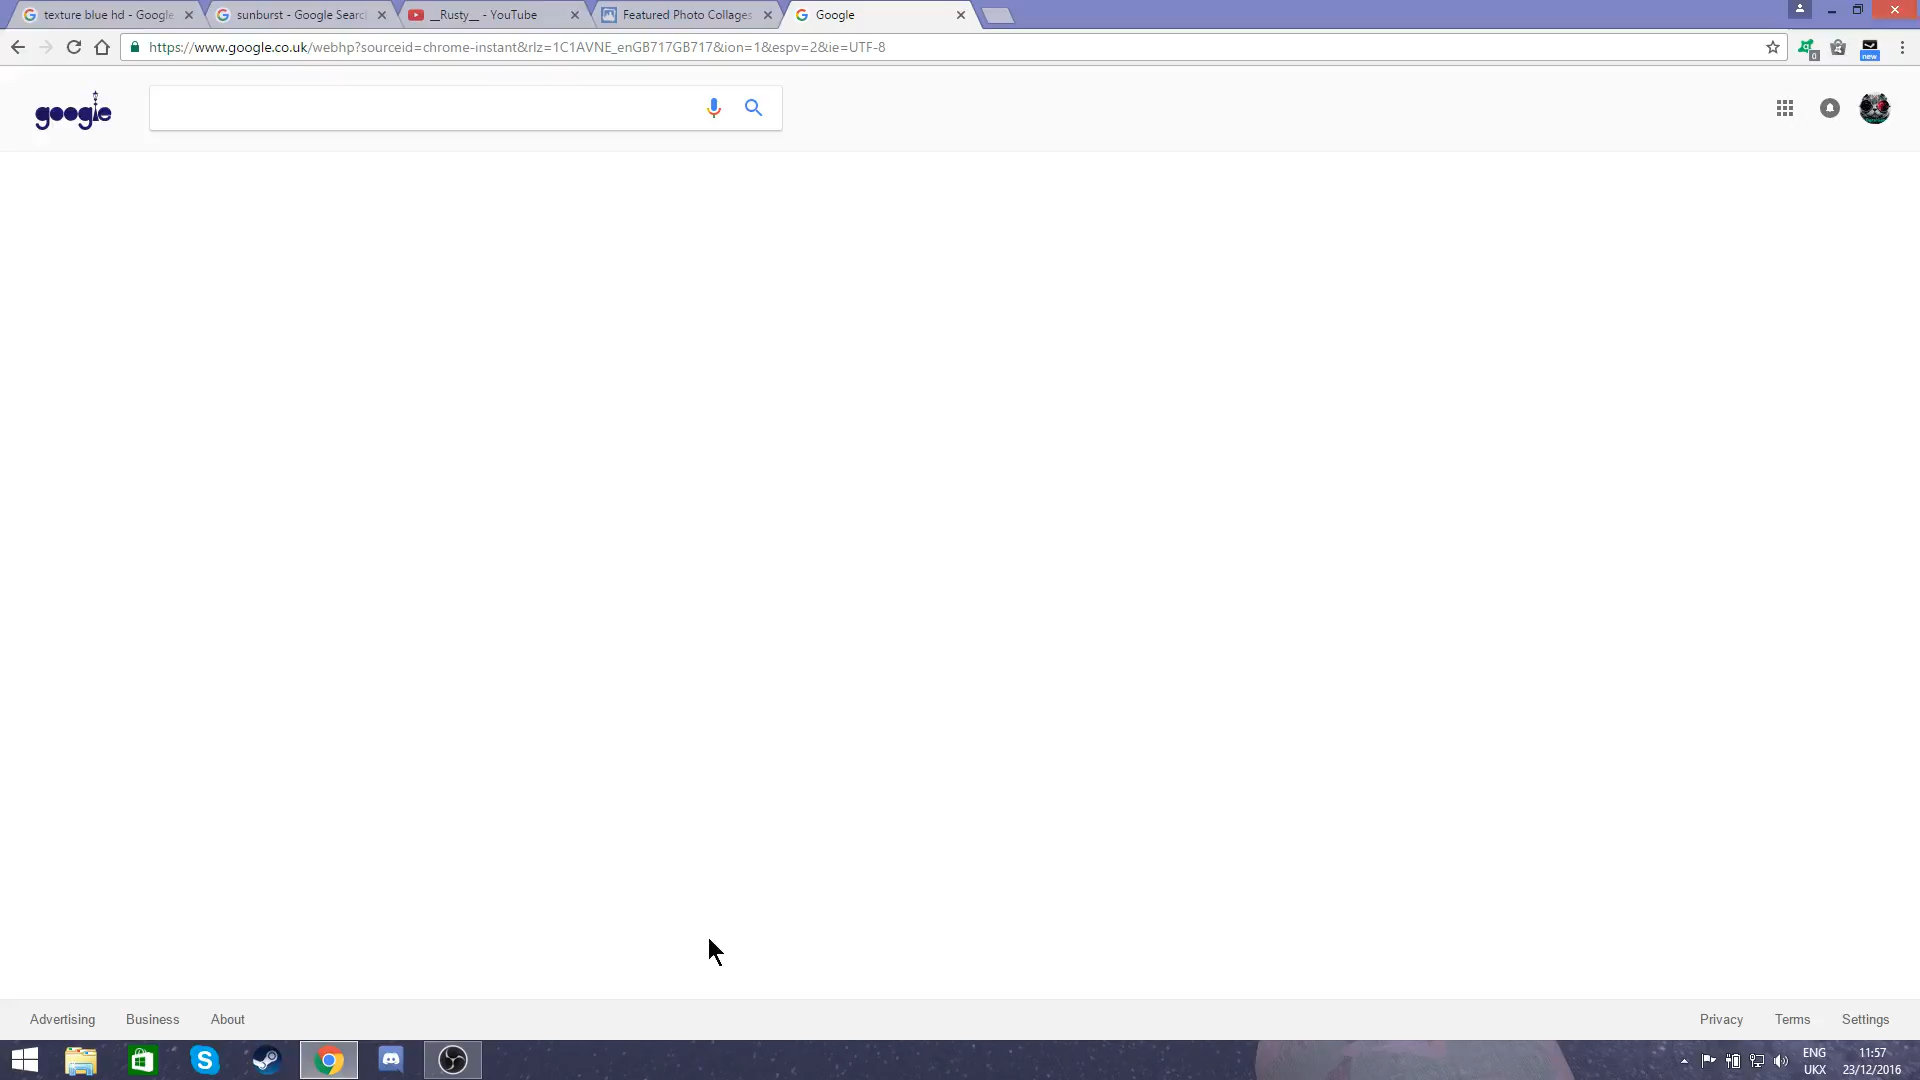 texture blue hd - Google
sunburst - Google Searc
__Rusty__ - YouTube
Featured Photo Collages
Google
https://www.google.co.uk/webhp?sourceid=chrome-instant&rlz=1C1AVNE_enGB717GB717&ion=1&espv=2&ie=UTF-8
0
new
google
Advertising
Business
About
Privacy
Terms
Settings
ENG
UKX
11:57
23/12/2016